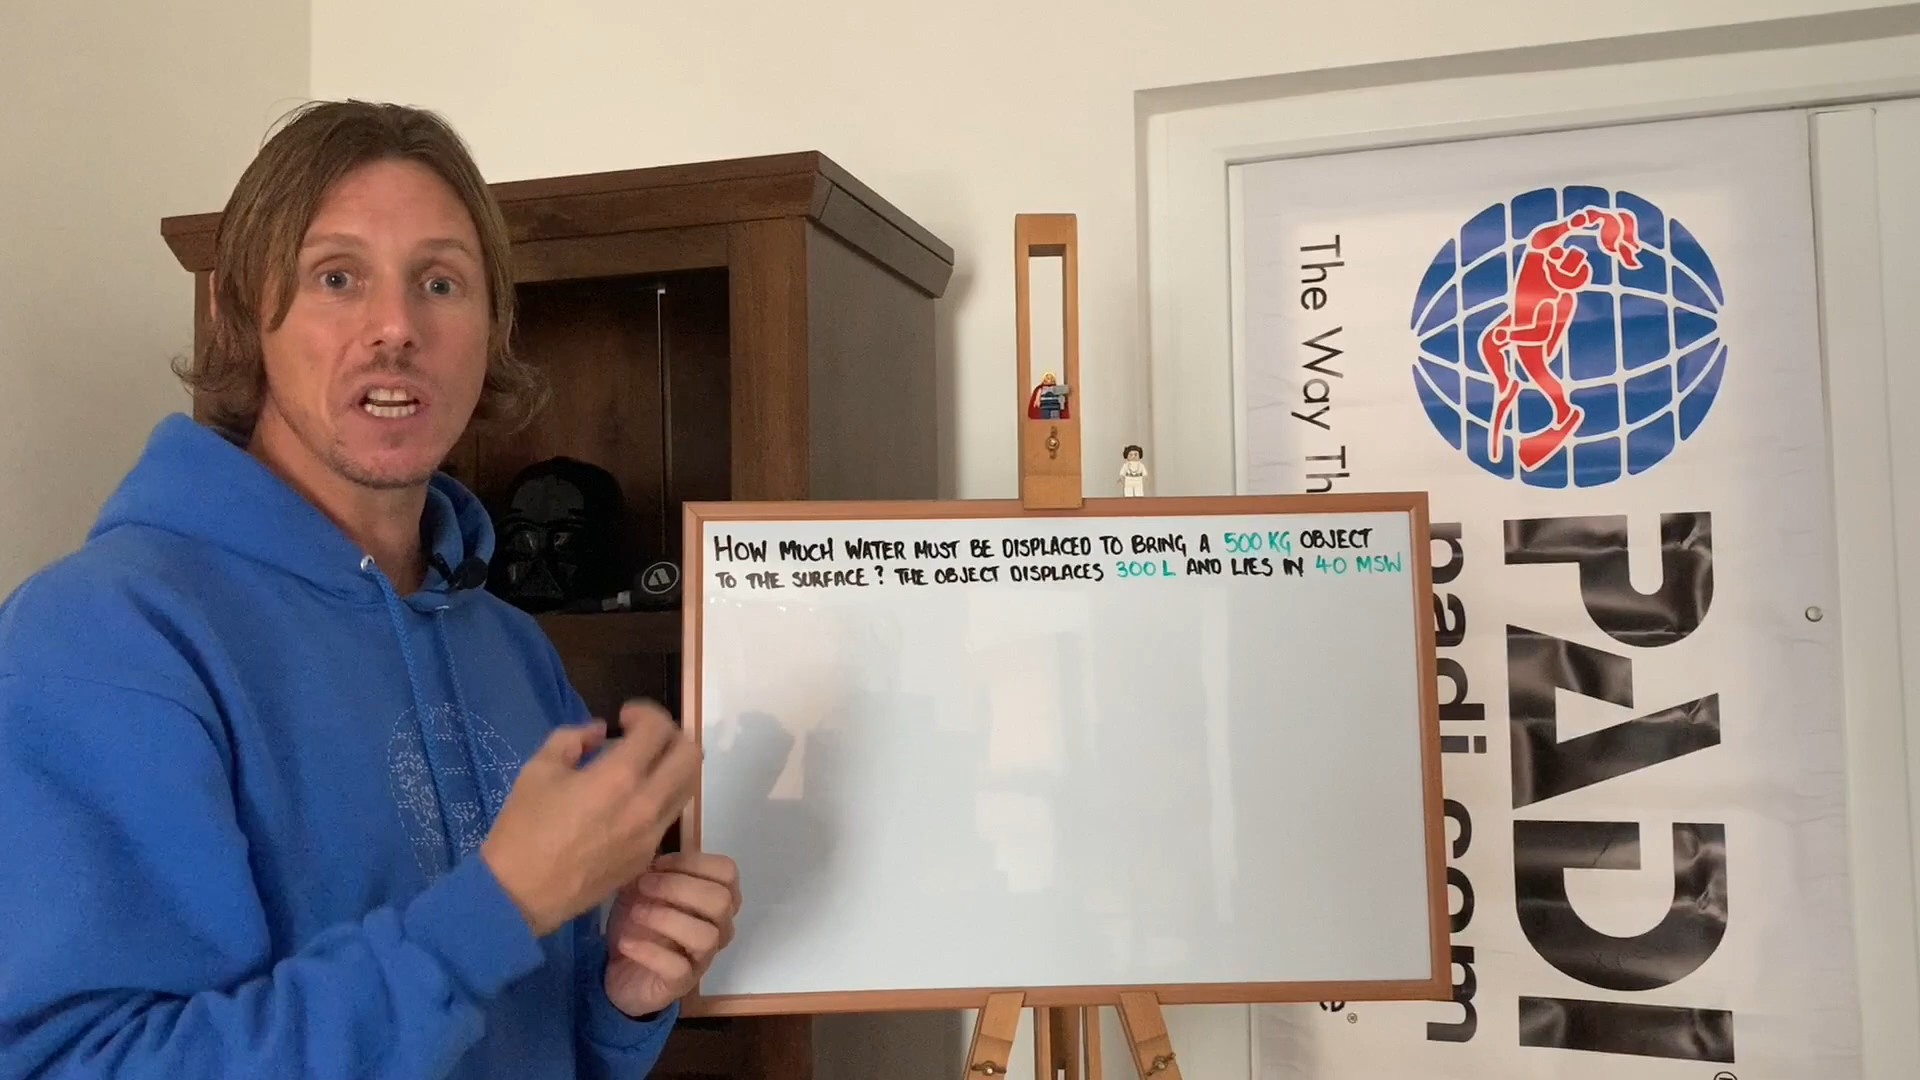 HOW MUCH WATER MUST BE DISPLACED TO BRING A 500 KG OBJECT
TO THE SURFACE? THE OBJECT DISPLACES 300 L AND LIES IN 40 MSW
The Way Th
PADI
padi.com